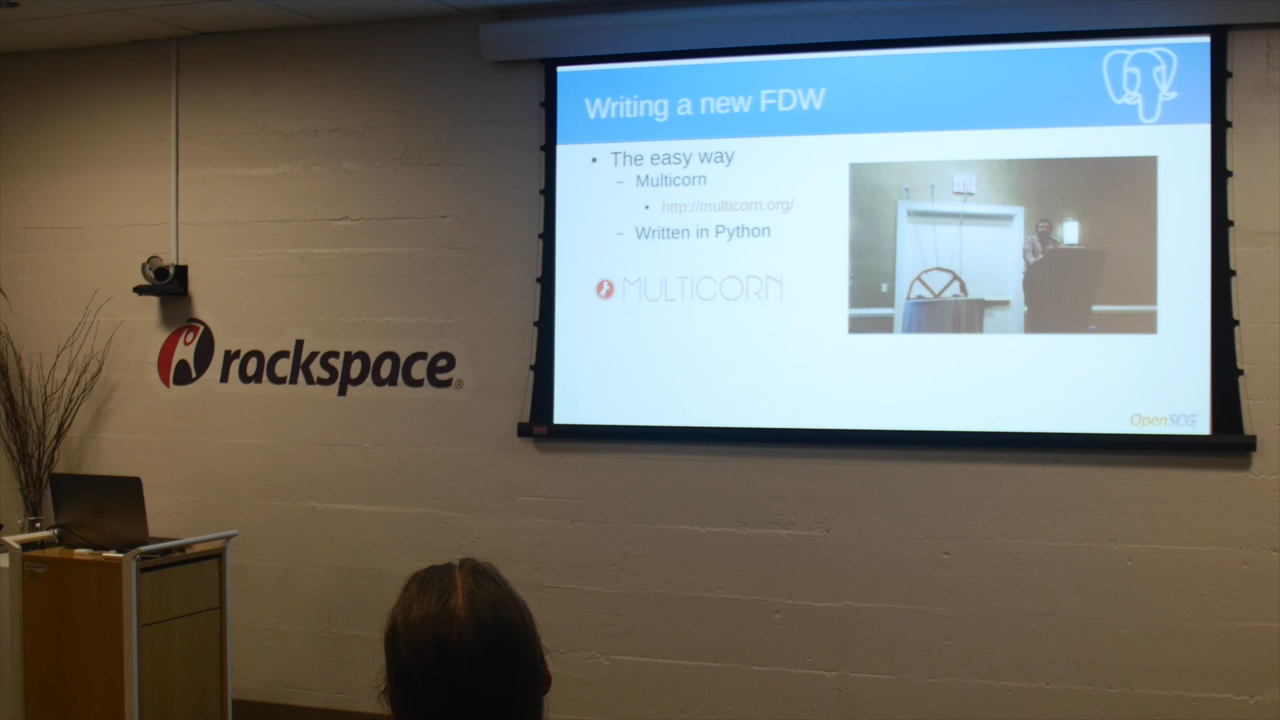 Writing a new FDW
• The easy way
– Multicorn
• http://multicorn.org/
– Written in Python
MULTICORN
OpenSCG
rackspace®